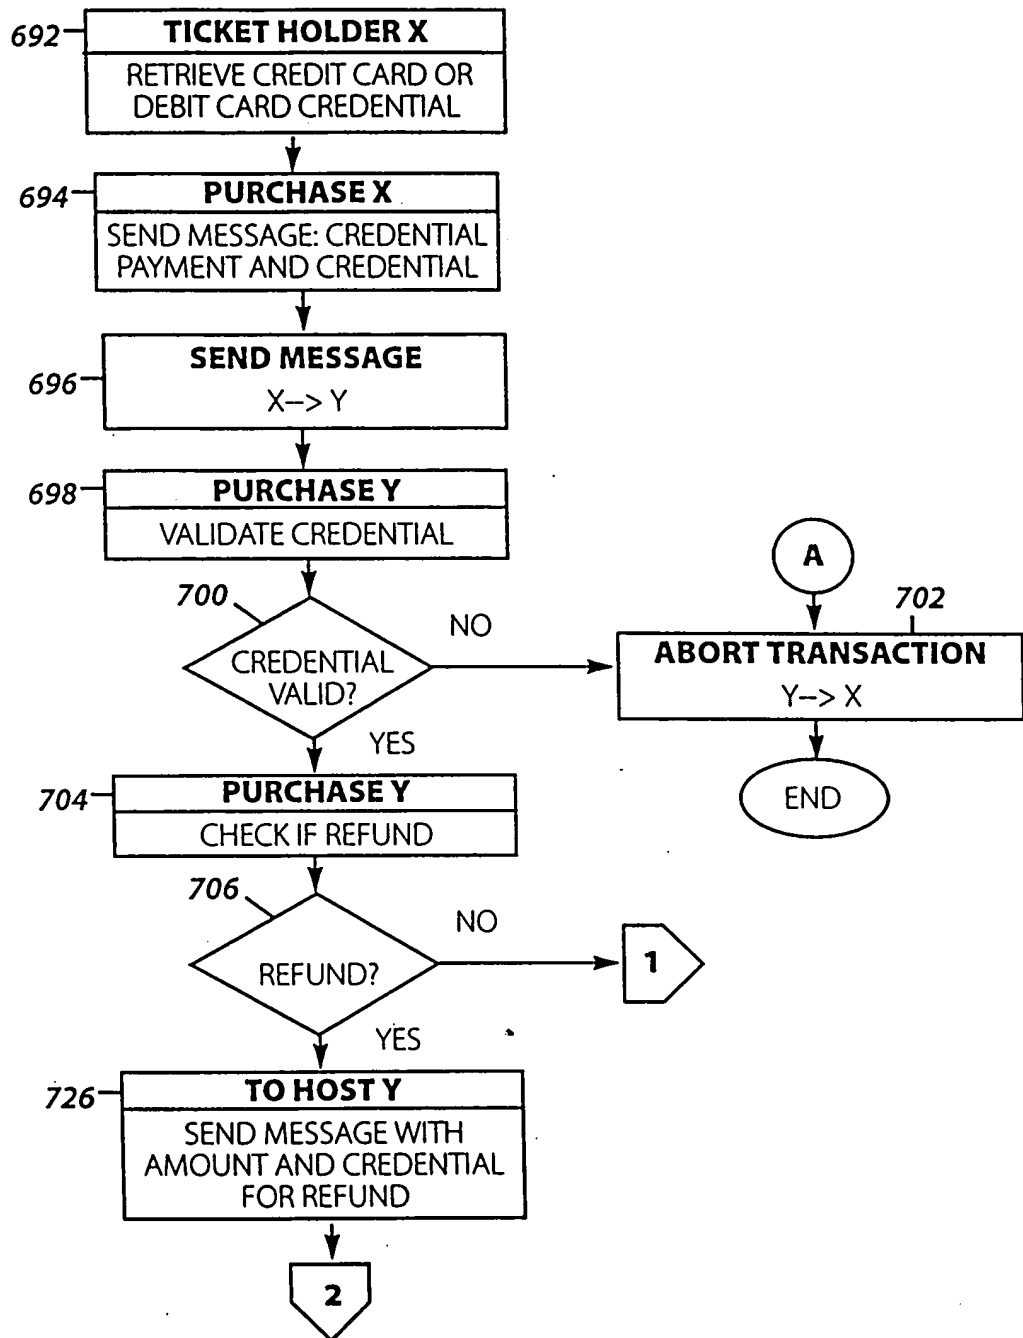 692
TICKET HOLDER X
RETRIEVE CREDIT CARD OR
DEBIT CARD CREDENTIAL
694
PURCHASE X
SEND MESSAGE: CREDENTIAL
PAYMENT AND CREDENTIAL
696
SEND MESSAGE
X--> Y
698
PURCHASE Y
VALIDATE CREDENTIAL
700
CREDENTIAL
VALID?
NO
YES
A
702
ABORT TRANSACTION
Y--> X
END
704
PURCHASE Y
CHECK IF REFUND
706
REFUND?
NO
1
YES
726
TO HOST Y
SEND MESSAGE WITH
AMOUNT AND CREDENTIAL
FOR REFUND
2